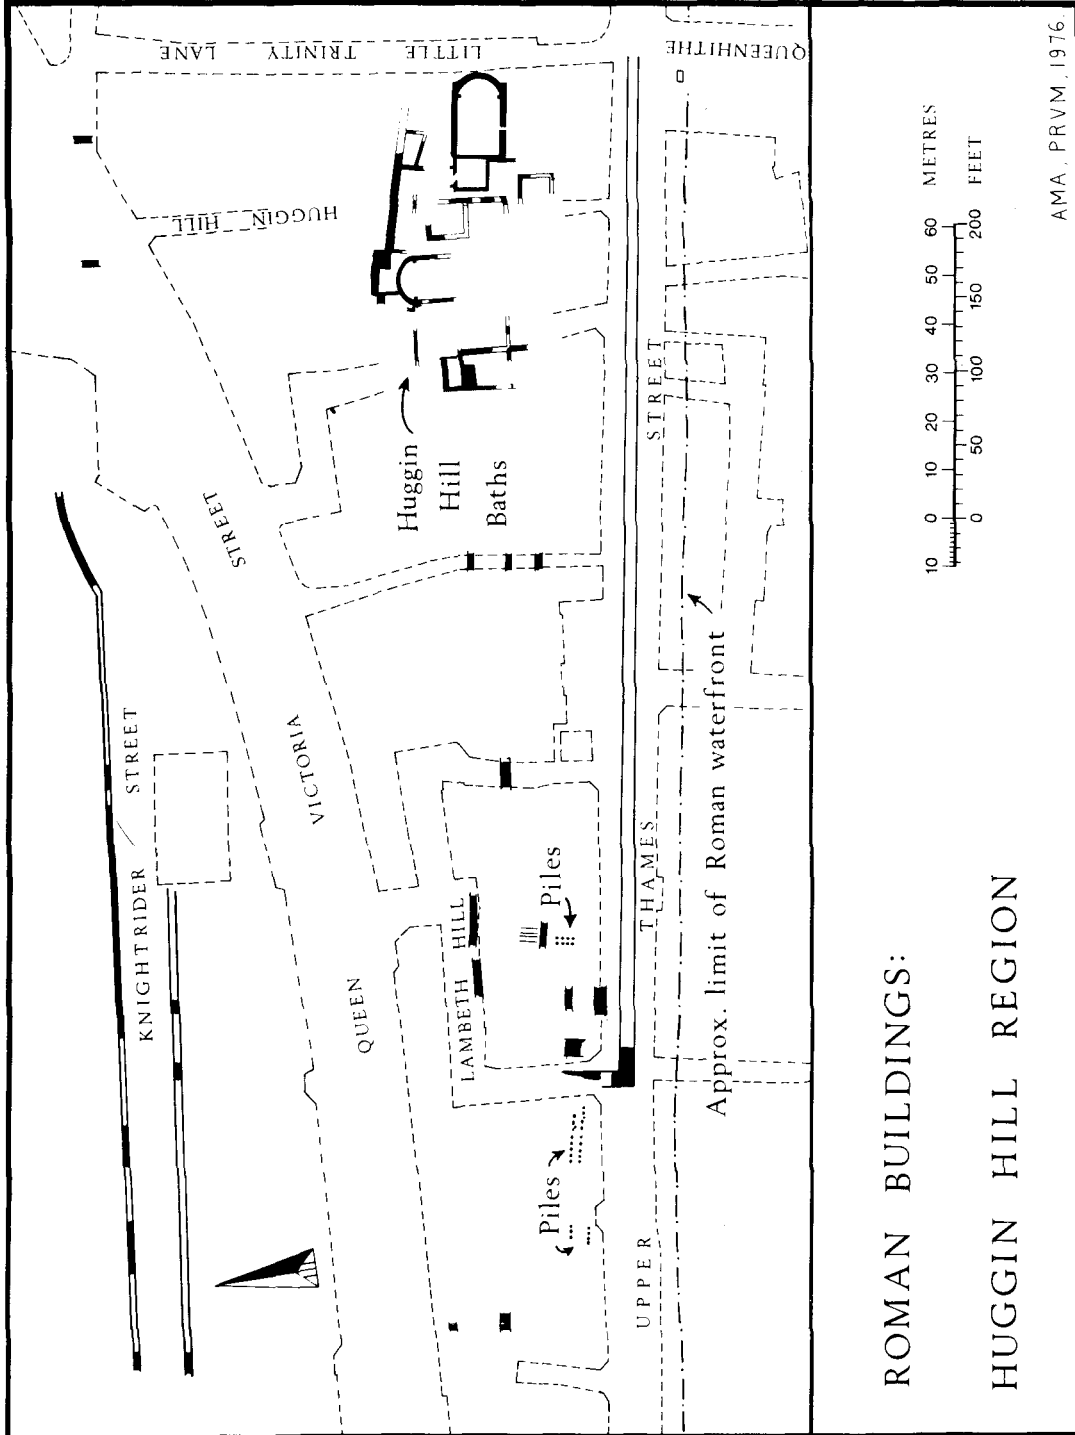 KNIGHTRIDER STREET
QUEEN VICTORIA STREET
LAMBETH HILL
HUGGIN HILL
LITTLE TRINITY LANE
QUEENHITHE
Huggin
Hill
Baths
Piles
Piles
UPPER THAMES STREET
Approx. limit of Roman waterfront
ROMAN BUILDINGS:
HUGGIN HILL REGION
10 0 10 20 30 40 50 60 METRES
0 50 100 150 200 FEET
AMA, PRVM, 1976.